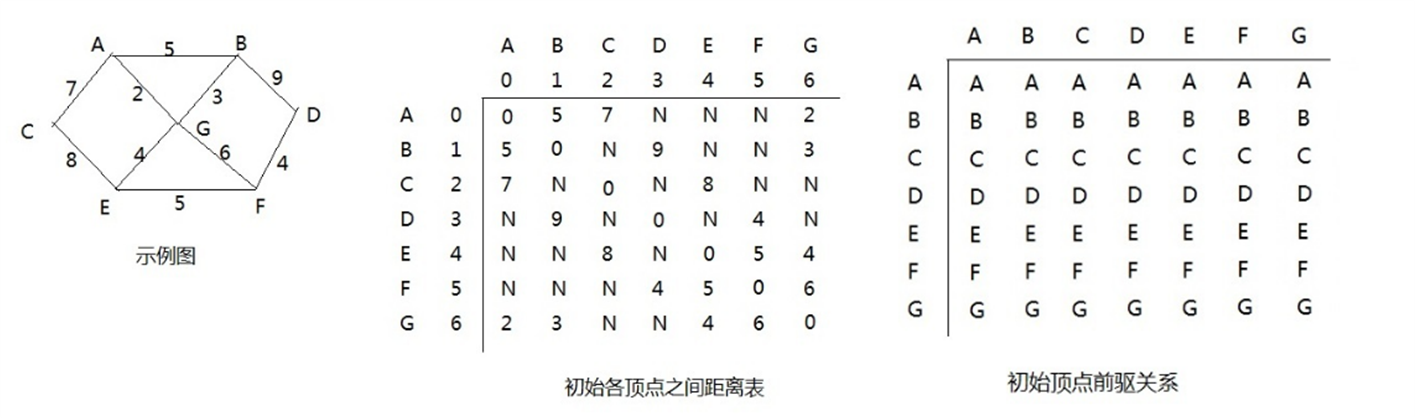 A 5 B
7 2 3 9
C G D
8 4 6 4
E 5 F
示例图
A B C D E F G
0 1 2 3 4 5 6
A 0 0 5 7 N N N 2
B 1 5 0 N 9 N N 3
C 2 7 N 0 N 8 N N
D 3 N 9 N 0 N 4 N
E 4 N N 8 N 0 5 4
F 5 N N N 4 5 0 6
G 6 2 3 N N 4 6 0
初始各顶点之间距离表
A B C D E F G
A A A A A A A A
B B B B B B B B
C C C C C C C C
D D D D D D D D
E E E E E E E E
F F F F F F F F
G G G G G G G G
初始顶点前驱关系